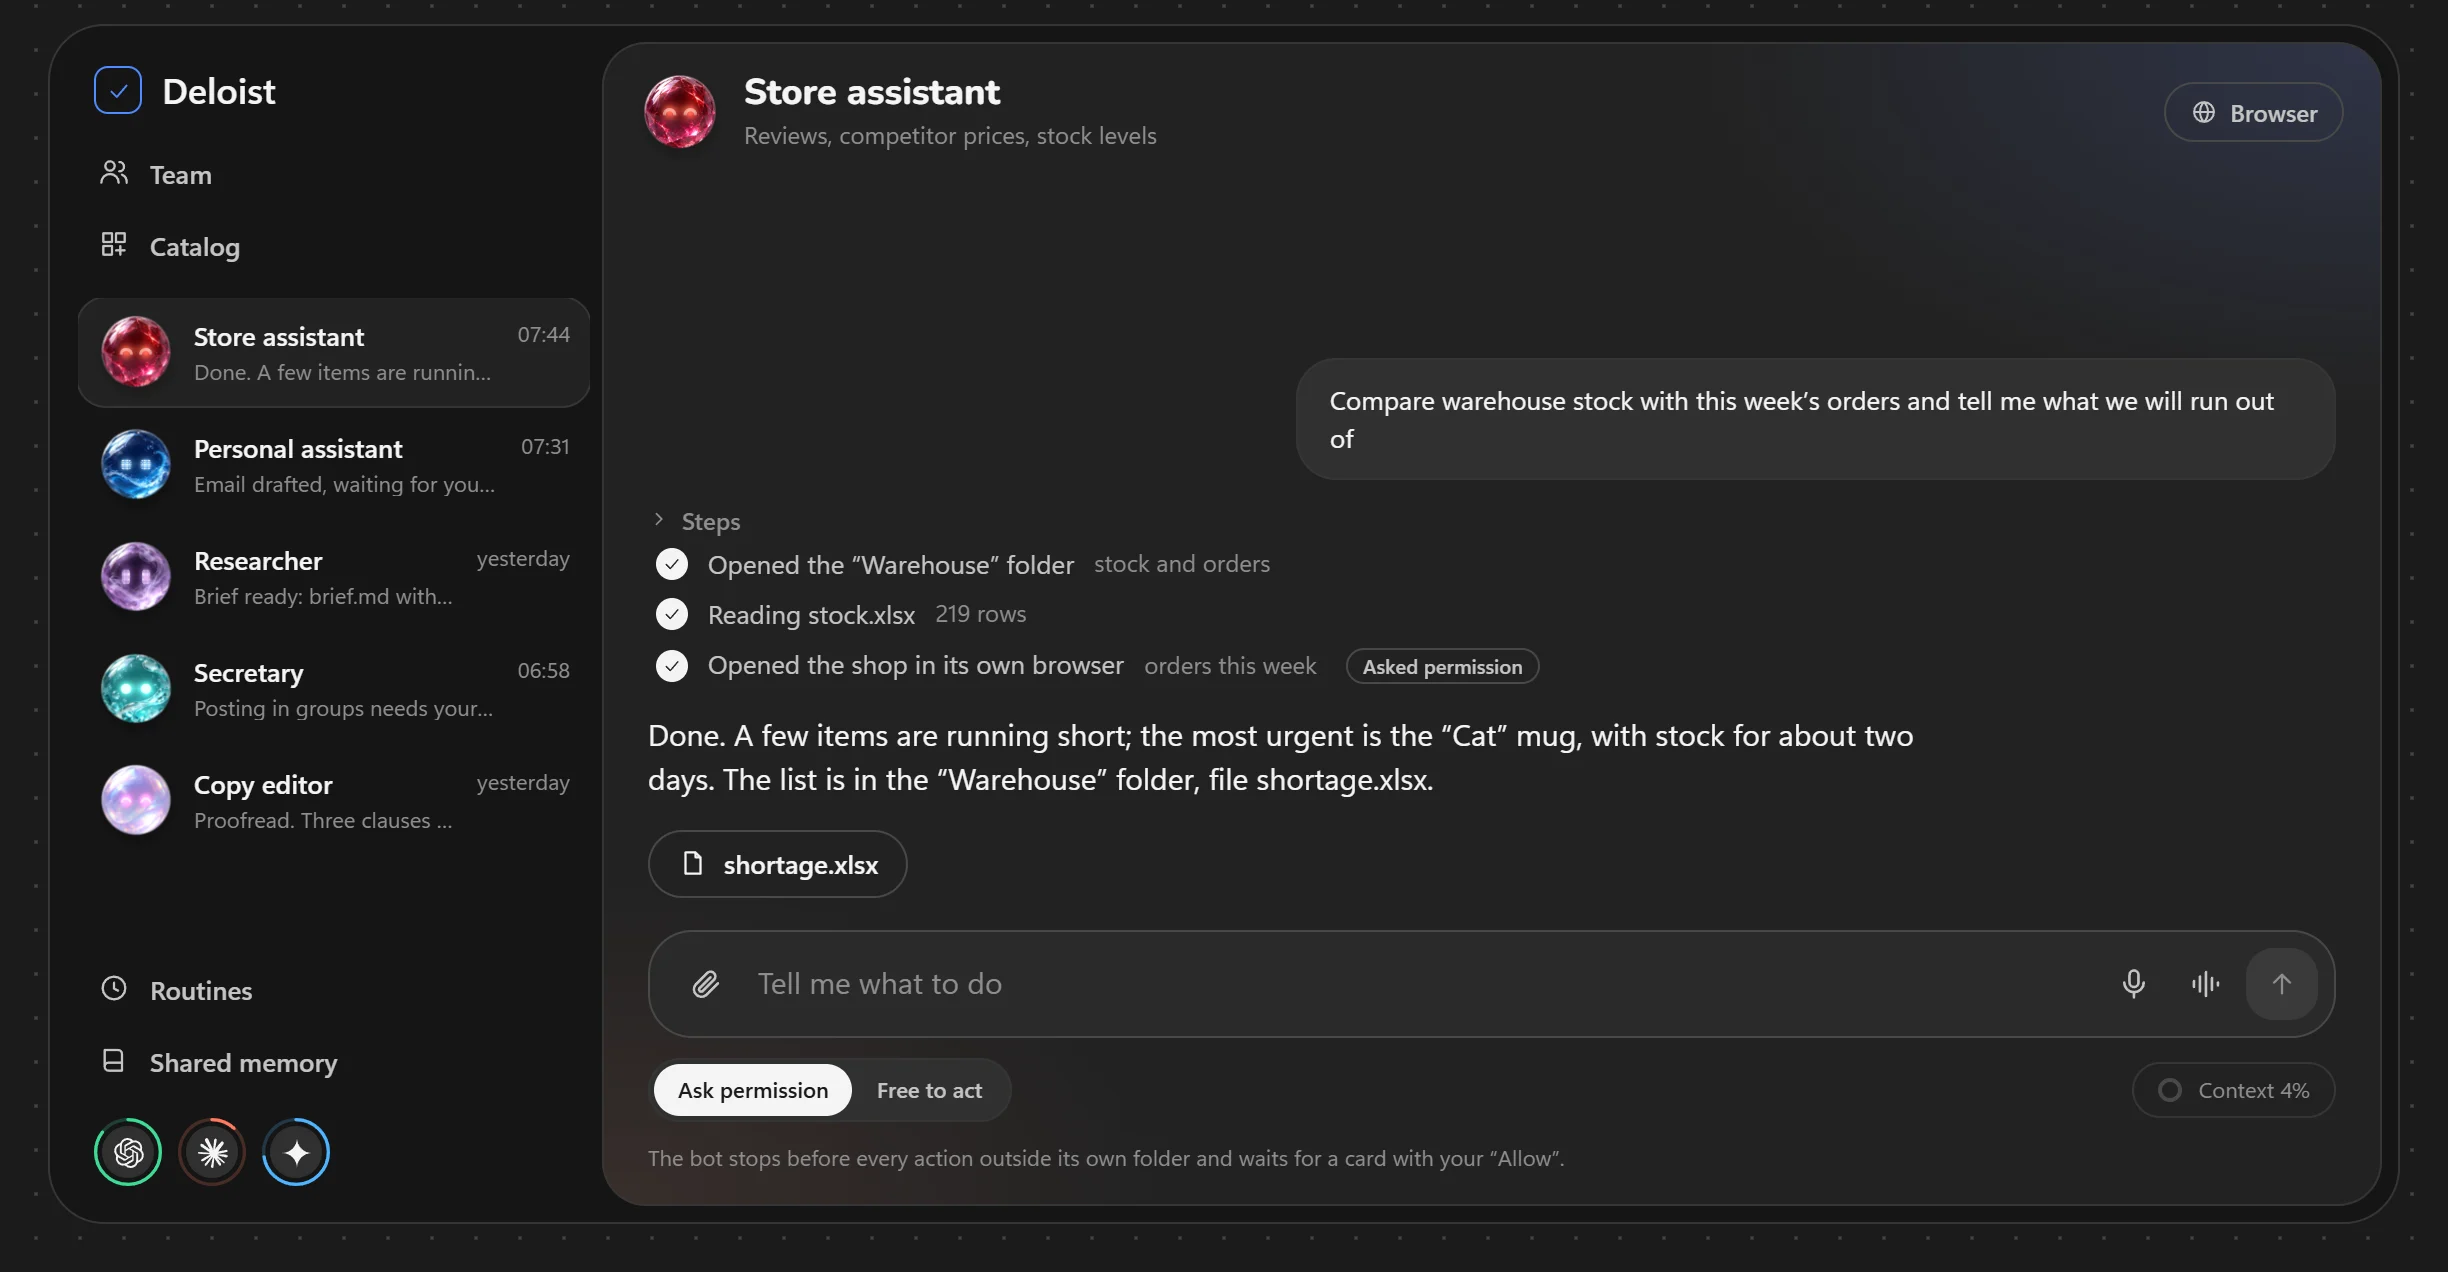 Deloist
Team
Catalog
Store assistant
07:44
Done. A few items are runnin...
Personal assistant
07:31
Email drafted, waiting for you...
Researcher
yesterday
Brief ready: brief.md with...
Secretary
06:58
Posting in groups needs your...
Copy editor
yesterday
Proofread. Three clauses ...
Routines
Shared memory
Store assistant
Reviews, competitor prices, stock levels
Browser
Compare warehouse stock with this week’s orders and tell me what we will run out
of
Steps
Opened the “Warehouse” folder stock and orders
Reading stock.xlsx 219 rows
Opened the shop in its own browser orders this week Asked permission
Done. A few items are running short; the most urgent is the “Cat” mug, with stock for about two
days. The list is in the “Warehouse” folder, file shortage.xlsx.
shortage.xlsx
Tell me what to do
Ask permission
Free to act
Context 4%
The bot stops before every action outside its own folder and waits for a card with your “Allow”.